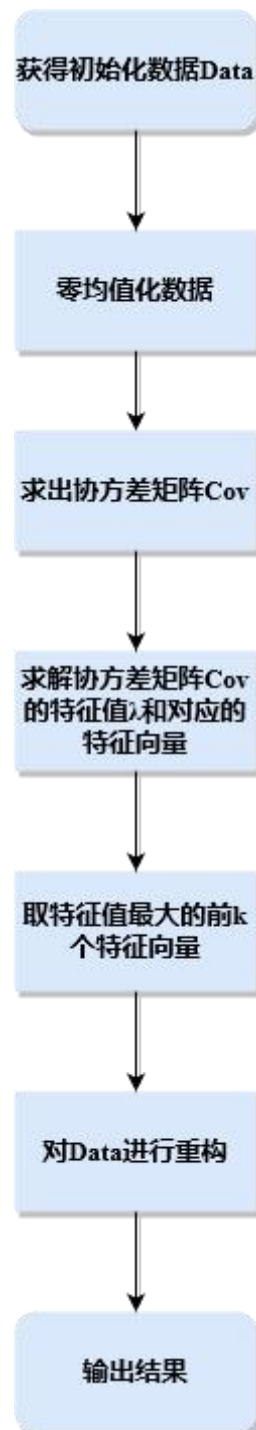 获得初始化数据Data
零均值化数据
求出协方差矩阵Cov
求解协方差矩阵Cov
的特征值λ和对应的
特征向量
取特征值最大的前k
个特征向量
对Data进行重构
输出结果